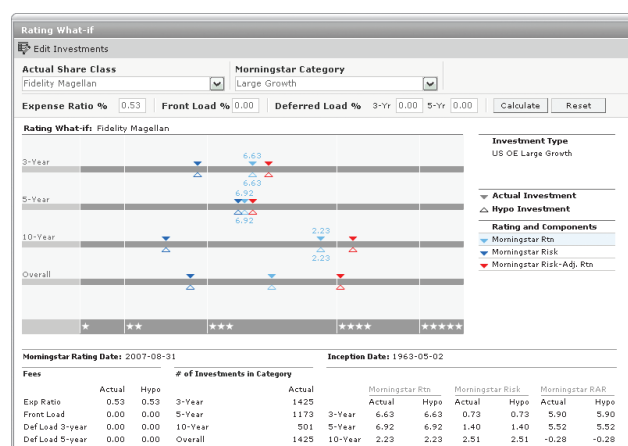 Rating What-if
Edit Investments
Actual Share Class Morningstar Category
Fidelity Magellan Large Growth
Expense Ratio % 0.53 Front Load % 0.00 Deferred Load % 3-Yr 0.00 5-Yr 0.00 Calculate Reset
Rating What-if: Fidelity Magellan
Investment Type
US OE Large Growth
3-Year
6.63
6.63
5-Year
6.92
6.92
Actual Investment
Hypo Investment
Rating and Components
Morningstar Rtn
Morningstar Risk
Morningstar Risk-Adj. Rtn
10-Year
2.23
2.23
Overall
★ ★★ ★★★ ★★★★ ★★★★★
Morningstar Rating Date: 2007-08-31 Inception Date: 1963-05-02
Fees # of Investments in Category
Actual Hypo Actual Morningstar Rtn Morningstar Risk Morningstar RAR
Exp Ratio 0.53 0.53 3-Year 1425 Actual Hypo Actual Hypo Actual Hypo
Front Load 0.00 0.00 5-Year 1173 3-Year 6.63 6.63 0.73 0.73 5.90 5.90
Def Load 3-year 0.00 0.00 10-Year 501 5-Year 6.92 6.92 1.40 1.40 5.52 5.52
Def Load 5-year 0.00 0.00 Overall 1425 10-Year 2.23 2.23 2.51 2.51 -0.28 -0.28